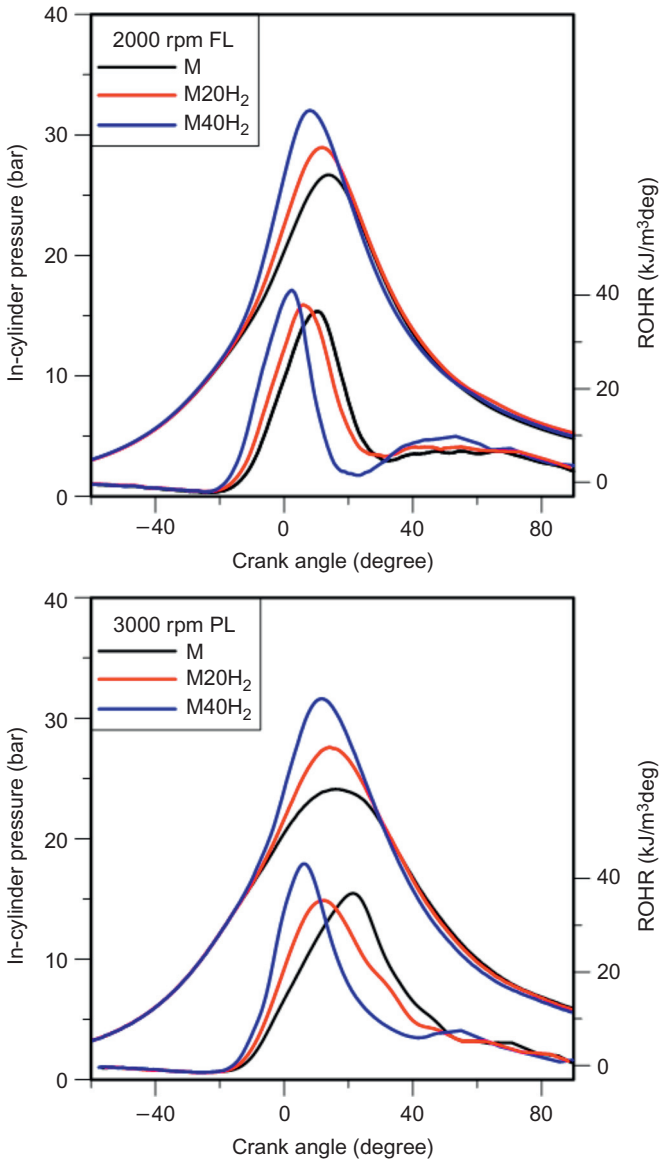 2000 rpm FL
M
M20H₂
M40H₂
40
30
20
10
0
In-cylinder pressure (bar)
40
20
0
ROHR (kJ/m³deg)
−40
0
40
80
Crank angle (degree)
3000 rpm PL
M
M20H₂
M40H₂
40
30
20
10
0
In-cylinder pressure (bar)
40
20
0
ROHR (kJ/m³deg)
−40
0
40
80
Crank angle (degree)